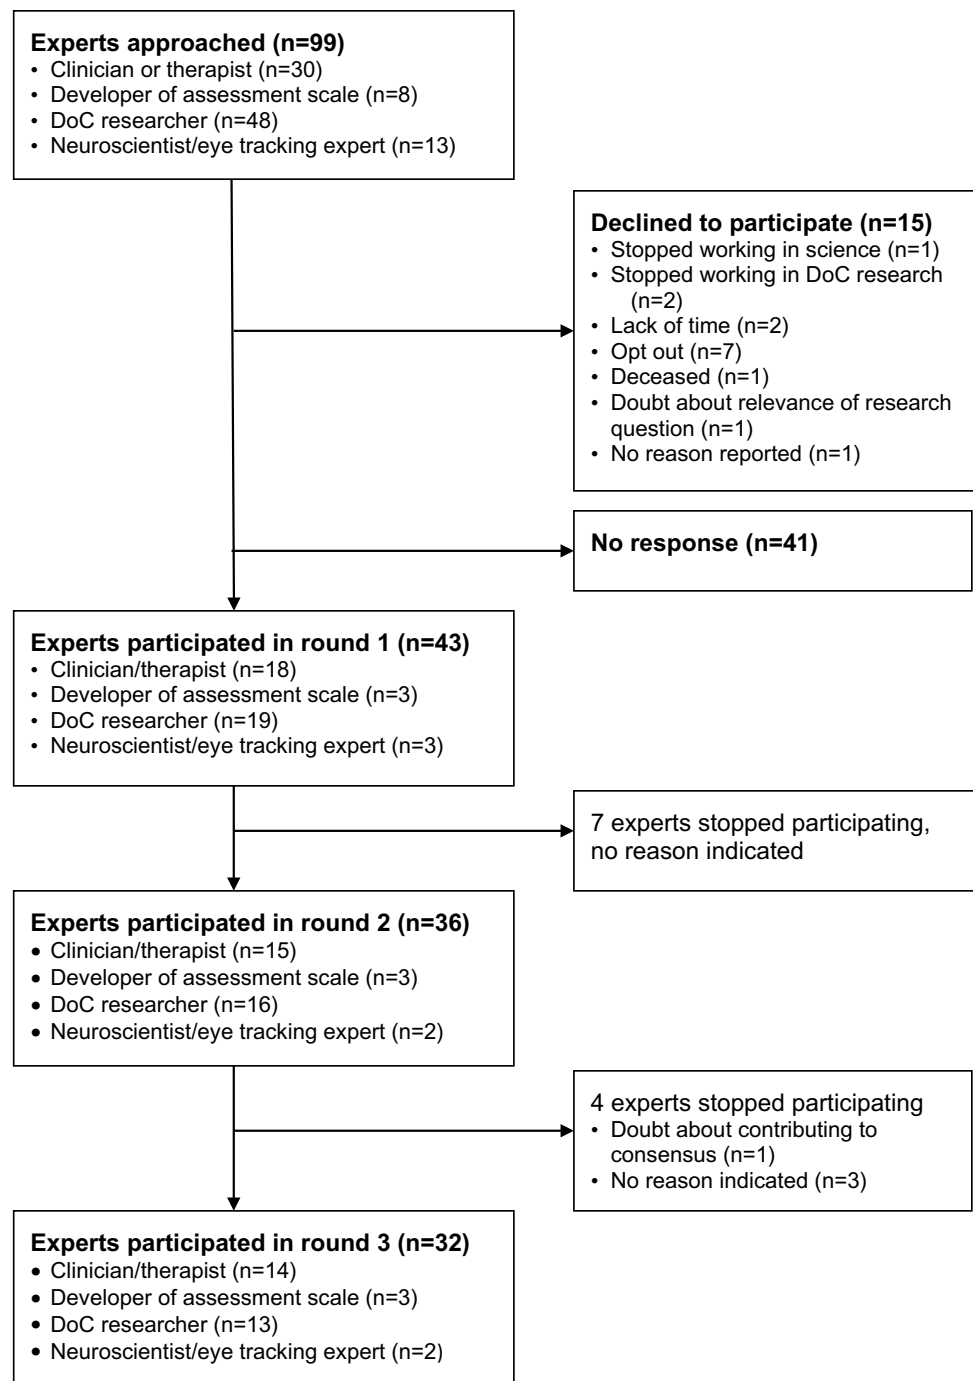 Experts approached (n=99)
• Clinician or therapist (n=30)
• Developer of assessment scale (n=8)
• DoC researcher (n=48)
• Neuroscientist/eye tracking expert (n=13)
Declined to participate (n=15)
• Stopped working in science (n=1)
• Stopped working in DoC research
(n=2)
• Lack of time (n=2)
• Opt out (n=7)
• Deceased (n=1)
• Doubt about relevance of research
question (n=1)
• No reason reported (n=1)
No response (n=41)
Experts participated in round 1 (n=43)
• Clinician/therapist (n=18)
• Developer of assessment scale (n=3)
• DoC researcher (n=19)
• Neuroscientist/eye tracking expert (n=3)
7 experts stopped participating,
no reason indicated
Experts participated in round 2 (n=36)
• Clinician/therapist (n=15)
• Developer of assessment scale (n=3)
• DoC researcher (n=16)
• Neuroscientist/eye tracking expert (n=2)
4 experts stopped participating
• Doubt about contributing to
consensus (n=1)
• No reason indicated (n=3)
Experts participated in round 3 (n=32)
• Clinician/therapist (n=14)
• Developer of assessment scale (n=3)
• DoC researcher (n=13)
• Neuroscientist/eye tracking expert (n=2)